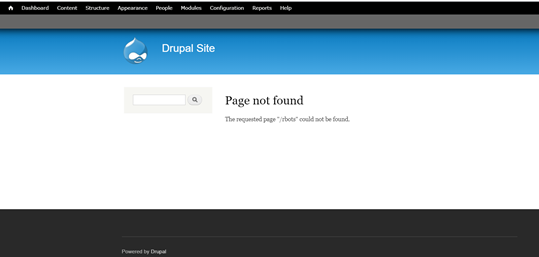 Dashboard Content Structure Appearance People Modules Configuration Reports Help
Drupal Site
Page not found
The requested page "/rbots" could not be found.
Powered by Drupal